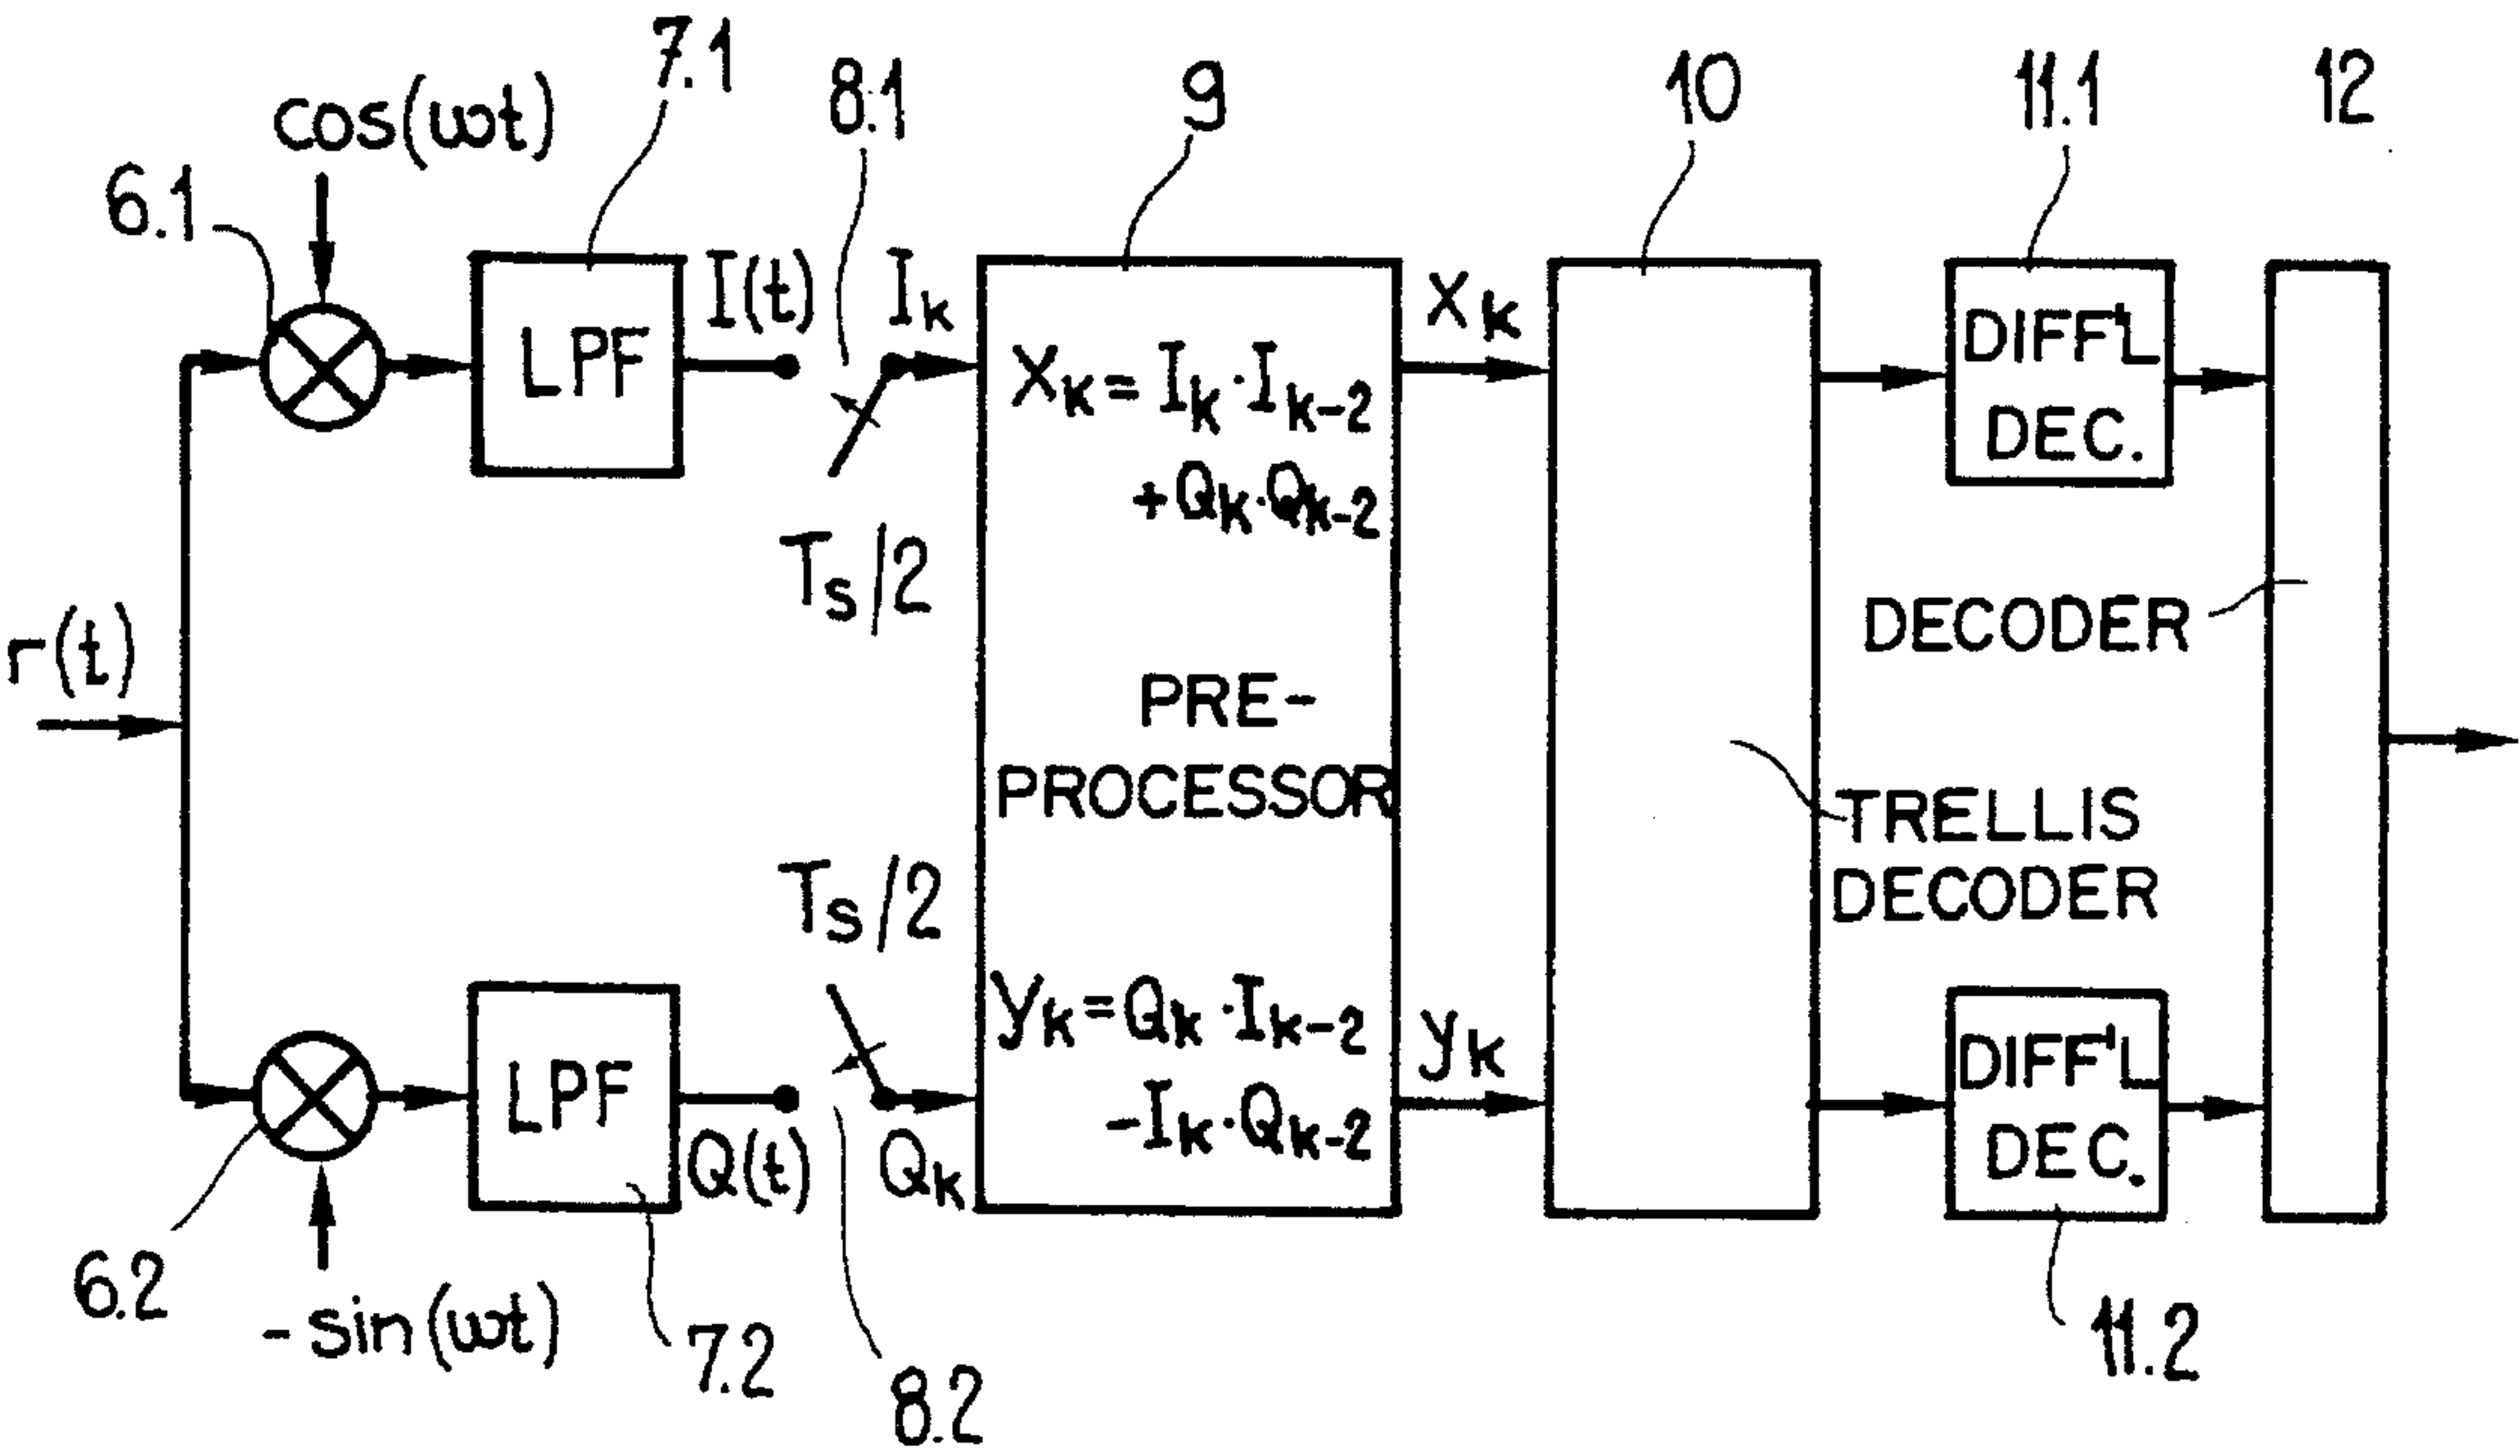 7.1
8.1
9
10
11.1
12
cos(ωt)
6.1
I(t)
Iₖ
Xₖ
LPF
Xₖ= Iₖ·Iₖ₋₂
+Qₖ·Qₖ₋₂
DIFF'L
DEC.
Tₛ/2
r(t)
DECODER
PRE-
PROCESSOR
TRELLIS
DECODER
Tₛ/2
yₖ=Qₖ·Iₖ₋₂
-Iₖ·Qₖ₋₂
yₖ
LPF
DIFF'L
DEC.
Q(t)
Qₖ
6.2
-sin(ωt)
7.2
8.2
11.2